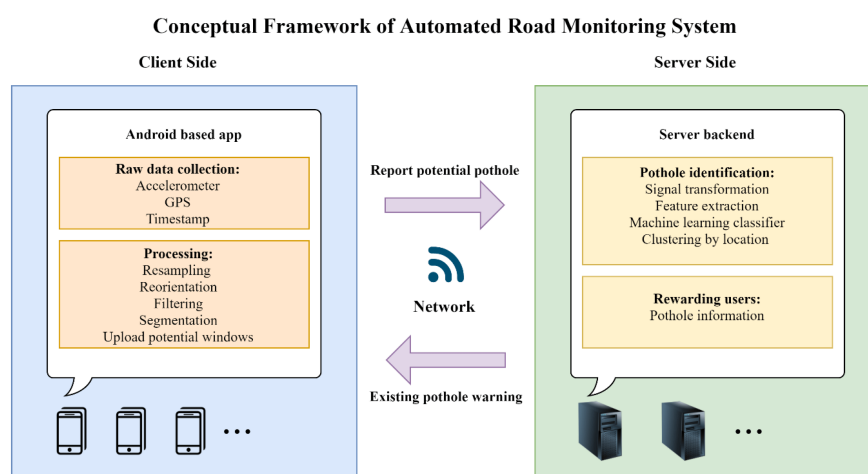 Conceptual Framework of Automated Road Monitoring System
Client Side
Android based app
Raw data collection:
Accelerometer
GPS
Timestamp
Processing:
Resampling
Reorientation
Filtering
Segmentation
Upload potential windows
Report potential pothole
Network
Existing pothole warning
Server Side
Server backend
Pothole identification:
Signal transformation
Feature extraction
Machine learning classifier
Clustering by location
Rewarding users:
Pothole information